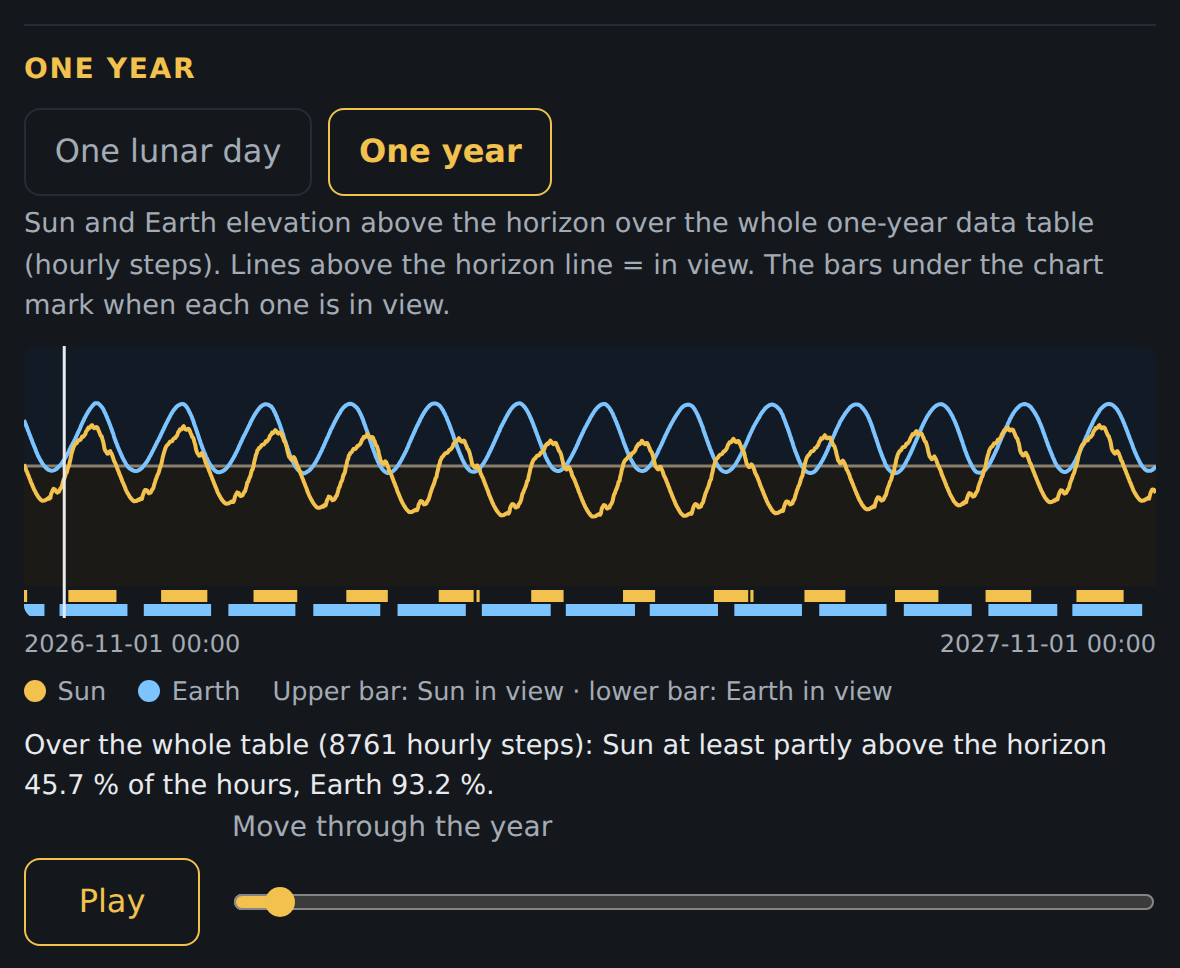 ONE YEAR
One lunar day
One year
Sun and Earth elevation above the horizon over the whole one-year data table
(hourly steps). Lines above the horizon line = in view. The bars under the chart
mark when each one is in view.
2026-11-01 00:00
2027-11-01 00:00
Sun
Earth
Upper bar: Sun in view · lower bar: Earth in view
Over the whole table (8761 hourly steps): Sun at least partly above the horizon
45.7 % of the hours, Earth 93.2 %.
Move through the year
Play